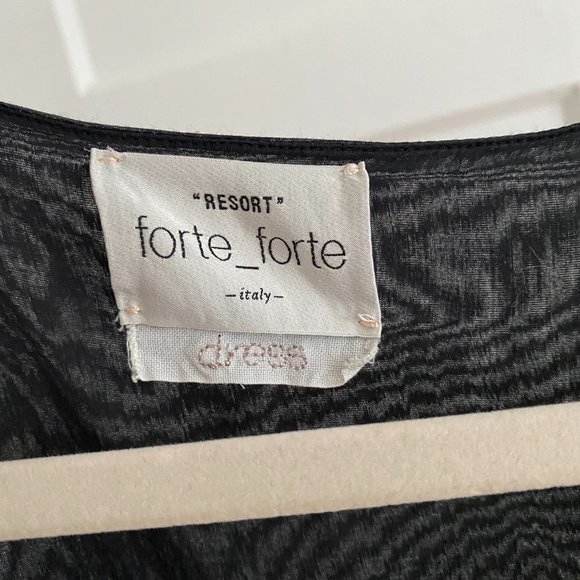 "RESORT"
forte_forte
–italy–
dress